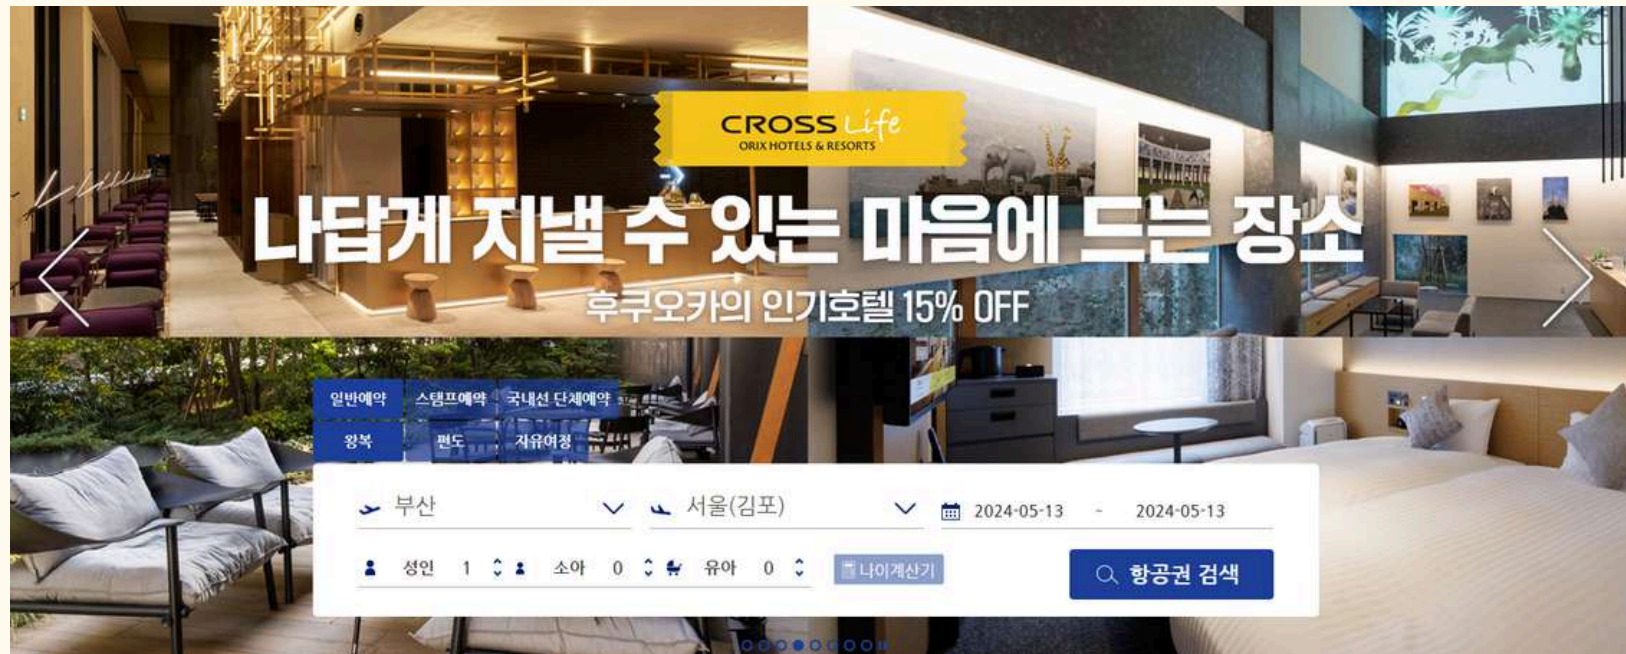 CROSS Life
ORIX HOTELS & RESORTS
나답게 지낼 수 있는 마음에 드는 장소
후쿠오카의 인기호텔 15% OFF
일반예약 스탬프예약 국내선 단체예약
왕복 편도 자유여정
부산 서울(김포) 2024-05-13 ~ 2024-05-13
성인 1 소아 0 유아 0 나이계산기 항공권 검색